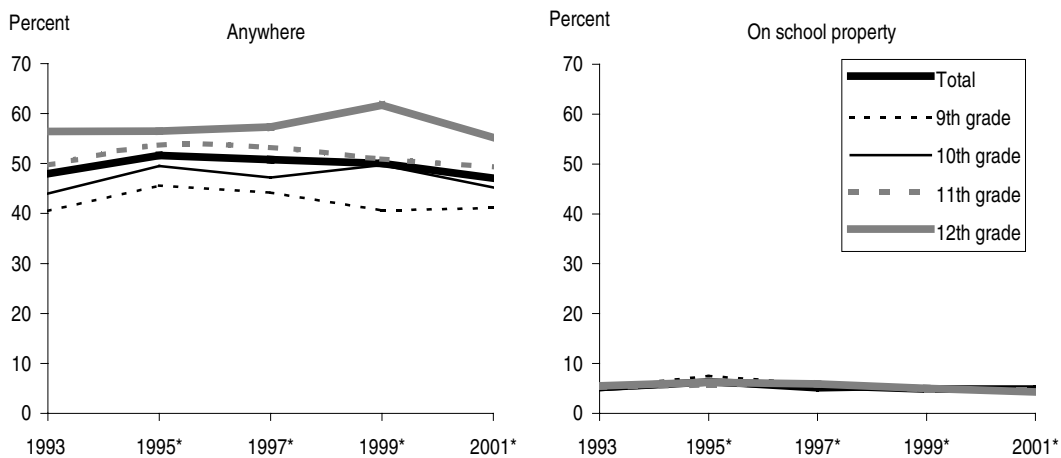 Percent
Anywhere
70
60
50
40
30
20
10
0
1993 1995* 1997* 1999* 2001*
Percent
On school property
70
60
50
40
30
20
10
0
1993 1995* 1997* 1999* 2001*
Total
9th grade
10th grade
11th grade
12th grade